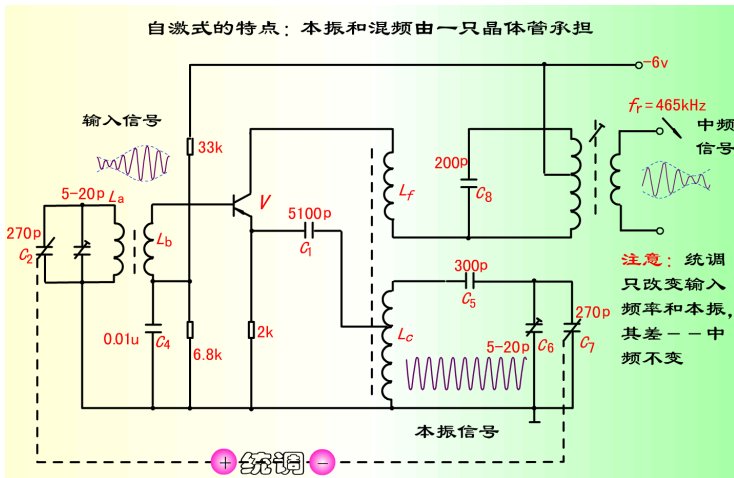 自激式的特点：本振和混频由一只晶体管承担
-6v
fr=465kHz
中频
信号
输入信号
33k
200p
C8
Lf
V
5-20p
La
Lb
270p
C2
5100p
C1
注意：统调
只改变输入
频率和本振，
其差－－中
频不变
300p
C5
270p
C7
0.01u
C4
6.8k
2k
Lc
5-20p
C6
本振信号
+统调-